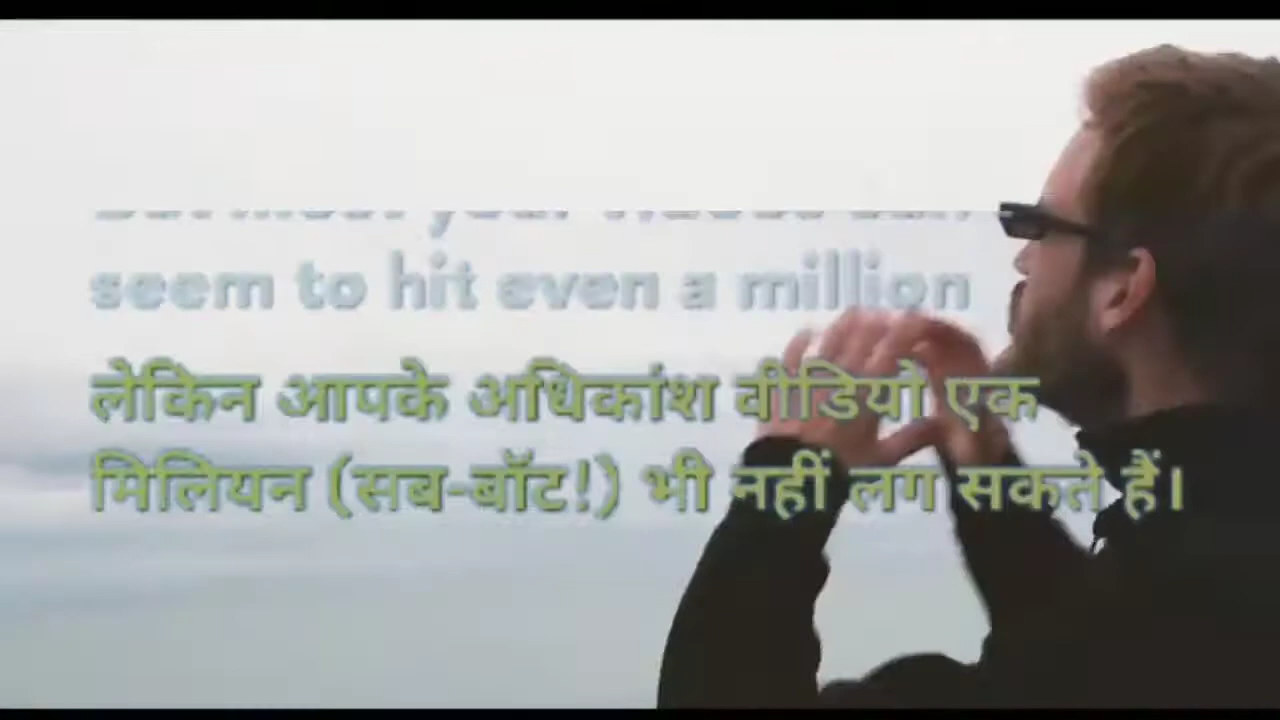 seem to hit even a million
लेकिन आपके अधिकांश वीडियो एक
मिलियन (सब-बॉट!) भी नहीं लग सकते हैं।